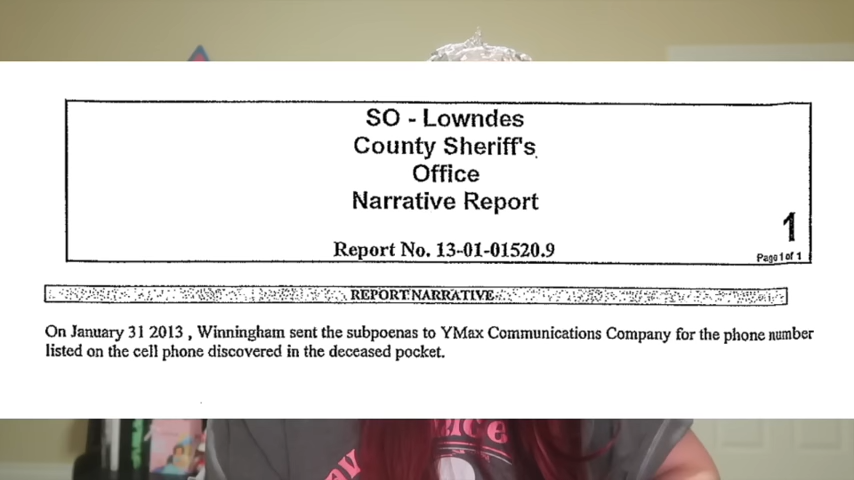 SO - Lowndes
County Sheriff's
Office
Narrative Report
Report No. 13-01-01520.9
1
Page 1 of 1
REPORT NARRATIVE
On January 31 2013 , Winningham sent the subpoenas to YMax Communications Company for the phone number
listed on the cell phone discovered in the deceased pocket.